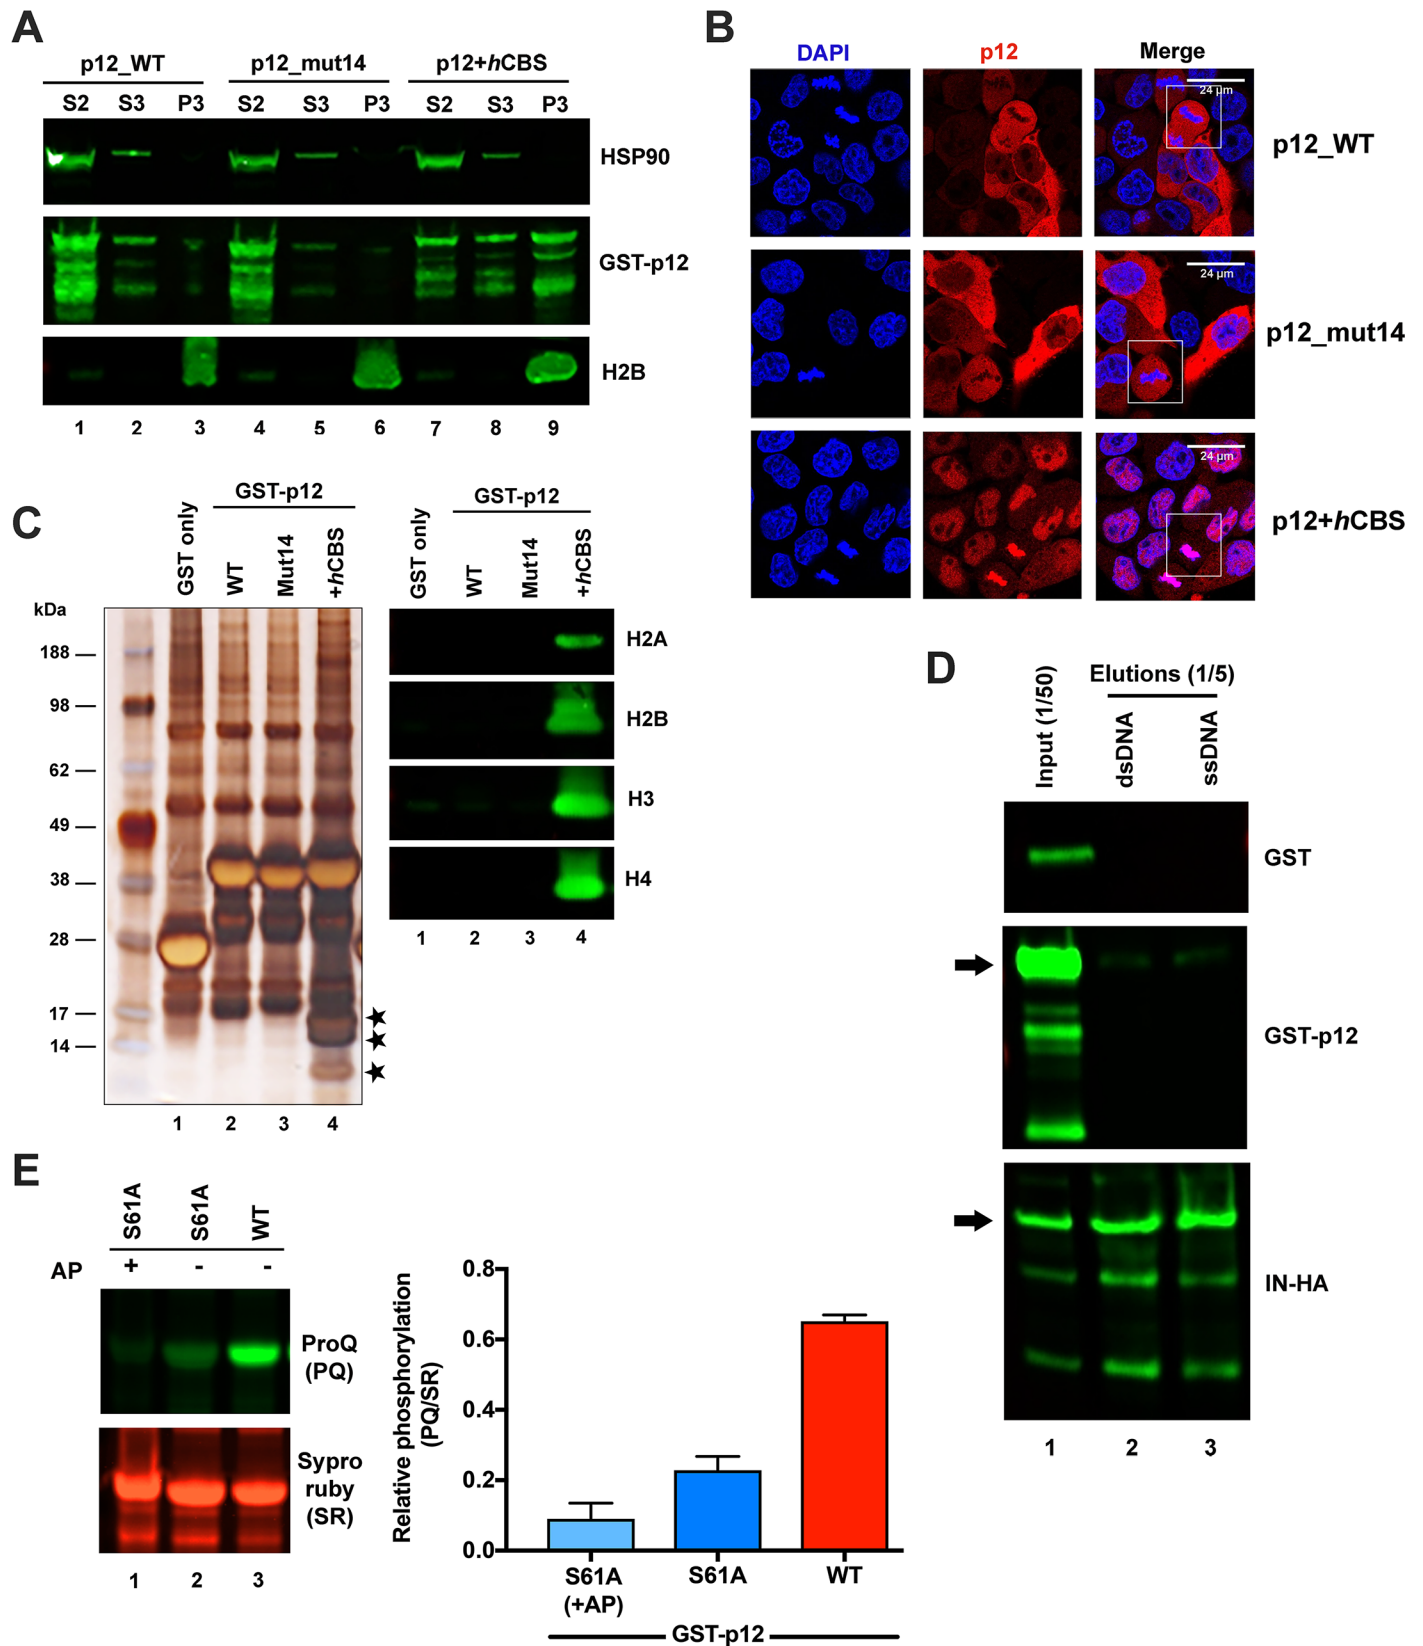 A
p12_WT p12_mut14 p12+hCBS
S2 S3 P3 S2 S3 P3 S2 S3 P3
HSP90
GST-p12
H2B
1 2 3 4 5 6 7 8 9
B
DAPI p12 Merge
24 µm
p12_WT
24 µm
p12_mut14
24 µm
p12+hCBS
C
GST-p12
GST only WT Mut14 +hCBS
kDa
188
98
62
49
38
28
17
14
1 2 3 4
GST-p12
GST only WT Mut14 +hCBS
H2A
H2B
H3
H4
1 2 3 4
D
Elutions (1/5)
Input (1/50) dsDNA ssDNA
GST
GST-p12
IN-HA
1 2 3
E
S61A S61A WT
AP + - -
ProQ
(PQ)
Sypro
ruby
(SR)
1 2 3
Relative phosphorylation
(PQ/SR)
0.8
0.6
0.4
0.2
0.0
S61A S61A WT
(+AP)
GST-p12